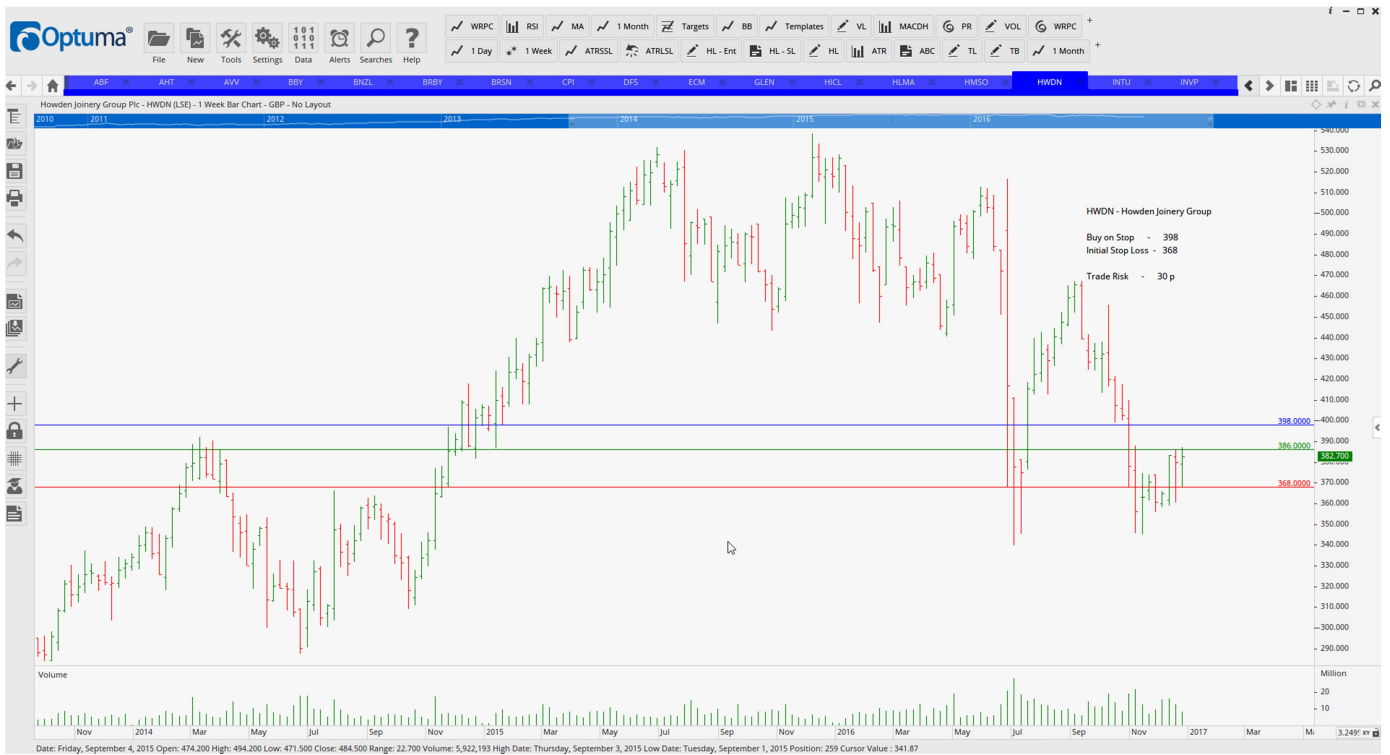 i
Optuma®
File
New
Tools
Settings
101 010 111
Data
Alerts
Searches
?
Help
WRPC
RSI
MA
1 Month
Targets
BB
Templates
VL
MACDH
PR
VOL
WRPC
+
1 Day
1 Week
ATRSSL
ATRLSL
HL - Ent
HL - SL
HL
ATR
ABC
TL
TB
1 Month
+
ABF
AHT
AVV
BBY
BNZL
BRBY
BRSN
CPI
DFS
ECM
GLEN
HICL
HLMA
HMSO
HWDN
INTU
INVP
Howden Joinery Group Plc - HWDN (LSE) - 1 Week Bar Chart - GBP - No Layout
2010
2011
2012
2013
2014
2015
2016
540.000
530.000
520.000
510.000
500.000
490.000
480.000
470.000
460.000
450.000
440.000
430.000
420.000
410.000
400.000
390.000
380.000
370.000
360.000
350.000
340.000
330.000
320.000
310.000
300.000
290.000
HWDN - Howden Joinery Group
Buy on Stop - 398
Initial Stop Loss - 368
Trade Risk - 30 p
398.0000
386.0000
382.700
368.0000
Volume
Million
20
10
Nov
2014
Mar
May
Jul
Sep
Nov
2015
Mar
May
Jul
Sep
Nov
2016
Mar
May
Jul
Sep
Nov
2017
Mar
XY
Date: Friday, September 4, 2015 Open: 474.200 High: 494.200 Low: 471.500 Close: 484.500 Range: 22.700 Volume: 5,922,193 High Date: Thursday, September 3, 2015 Low Date: Tuesday, September 1, 2015 Position: 259 Cursor Value : 341.87